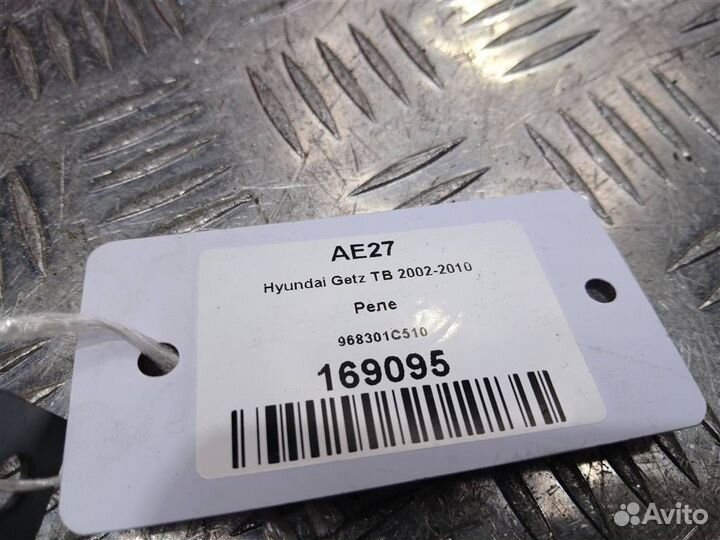 AE27
Hyundai Getz TB 2002-2010
Реле
968301C510
169095
Avito